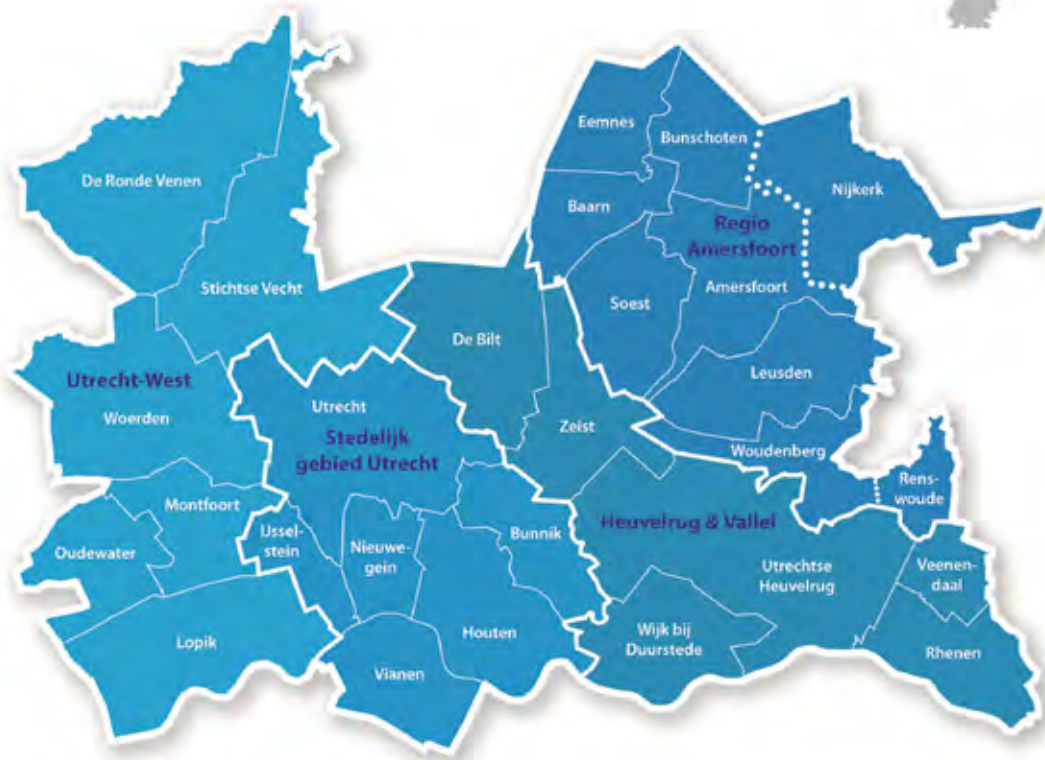 Eemnes
Bunschoten
De Ronde Venen
Nijkerk
Baarn
Regio
Amersfoort
Stichtse Vecht
Amersfoort
Soest
De Bilt
Leusden
Utrecht-West
Woerden
Utrecht
Zeist
Stedelijk
gebied Utrecht
Woudenberg
Rens-
woude
Montfoort
IJssel-
stein
Nieuwe-
gein
Bunnik
Heuvelrug & Vallei
Oudewater
Utrechtse
Heuvelrug
Veenen-
daal
Lopik
Houten
Wijk bij
Duurstede
Rhenen
Vianen